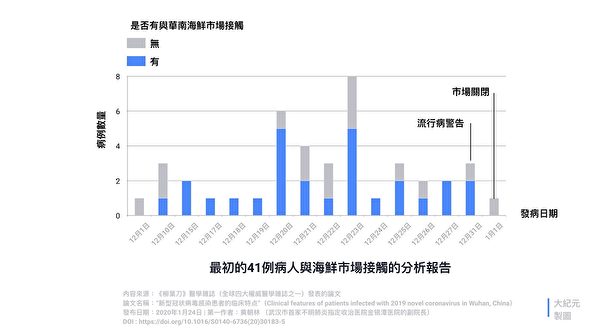 是否有與華南海鮮市場接觸
無
有
病例數量
8
6
4
2
0
市場關閉
流行病警告
發病日期
12月1日
12月10日
12月15日
12月17日
12月18日
12月19日
12月20日
12月21日
12月22日
12月23日
12月24日
12月25日
12月26日
12月27日
12月31日
1月1日
最初的41例病人與海鮮市場接觸的分析報告
內容來源：《柳葉刀》醫學雜誌（全球四大權威醫學雜誌之一）發表的論文
論文名稱："新型冠狀病毒感染患者的臨床特点"（Clinical features of patients infected with 2019 novel coronavirus in Wuhan, China）
發布日期：2020年1月24日 | 第一作者：黃朝林 （武汉市首家不明肺炎指定收治医院金银潭医院的副院長）
DOI : https://doi.org/10.1016/S0140-6736(20)30183-5
大紀元
製圖